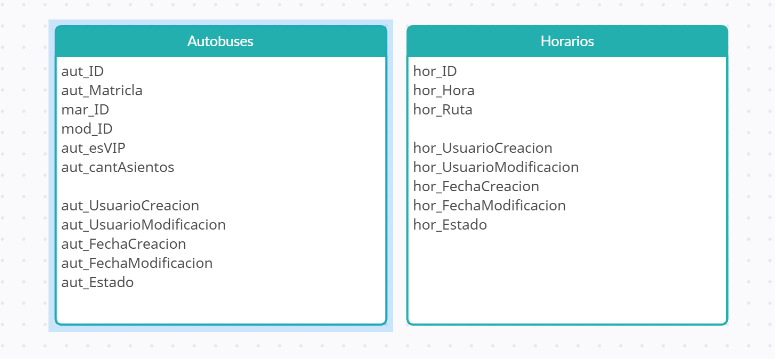 Autobuses
aut_ID
aut_Matricla
mar_ID
mod_ID
aut_esVIP
aut_cantAsientos
aut_UsuarioCreacion
aut_UsuarioModificacion
aut_FechaCreacion
aut_FechaModificacion
aut_Estado
Horarios
hor_ID
hor_Hora
hor_Ruta
hor_UsuarioCreacion
hor_UsuarioModificacion
hor_FechaCreacion
hor_FechaModificacion
hor_Estado